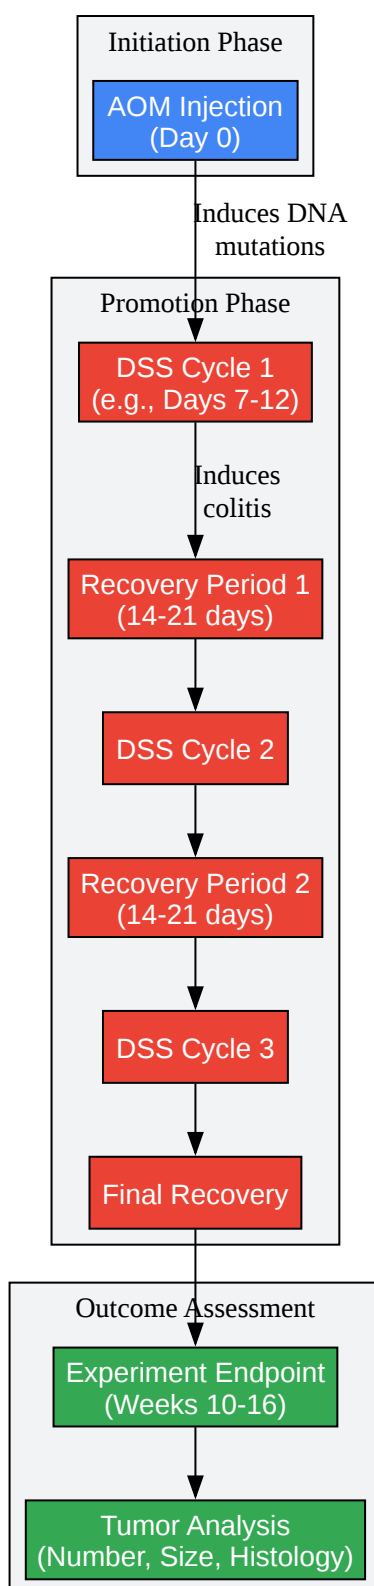 Initiation Phase
AOM Injection
(Day 0)
Induces DNA
mutations
Promotion Phase
DSS Cycle 1
(e.g., Days 7-12)
Induces
colitis
Recovery Period 1
(14-21 days)
DSS Cycle 2
Recovery Period 2
(14-21 days)
DSS Cycle 3
Final Recovery
Outcome Assessment
Experiment Endpoint
(Weeks 10-16)
Tumor Analysis
(Number, Size, Histology)